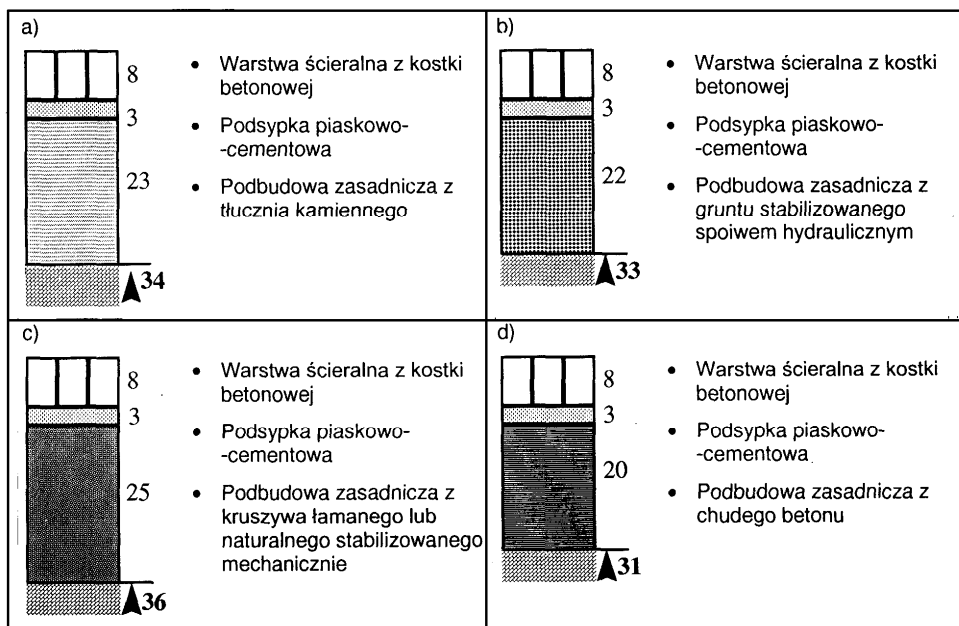 a)
8
3
23
34
• Warstwa ścieralna z kostki
betonowej
• Podsypka piaskowo-
-cementowa
• Podbudowa zasadnicza z
tłucznia kamiennego
b)
8
3
22
33
• Warstwa ścieralna z kostki
betonowej
• Podsypka piaskowo-
-cementowa
• Podbudowa zasadnicza z
gruntu stabilizowanego
spoiwem hydraulicznym
c)
8
3
25
36
• Warstwa ścieralna z kostki
betonowej
• Podsypka piaskowo-
-cementowa
• Podbudowa zasadnicza z
kruszywa łamanego lub
naturalnego stabilizowanego
mechanicznie
d)
8
3
20
31
• Warstwa ścieralna z kostki
betonowej
• Podsypka piaskowo-
-cementowa
• Podbudowa zasadnicza z
chudego betonu